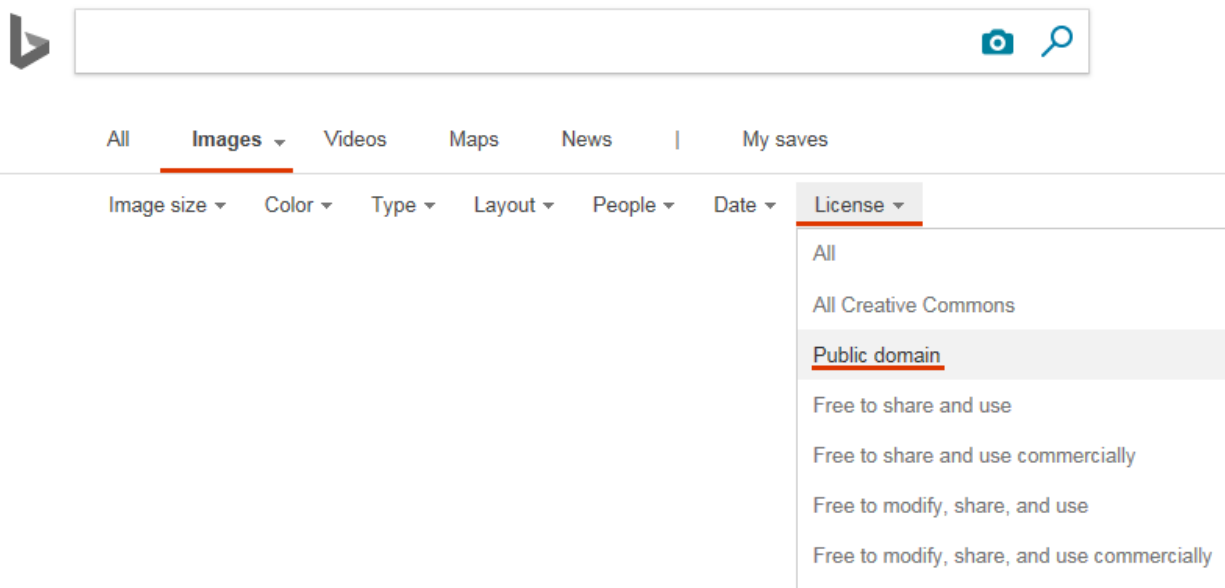 All Images Videos Maps News | My saves
Image size Color Type Layout People Date License
All
All Creative Commons
Public domain
Free to share and use
Free to share and use commercially
Free to modify, share, and use
Free to modify, share, and use commercially